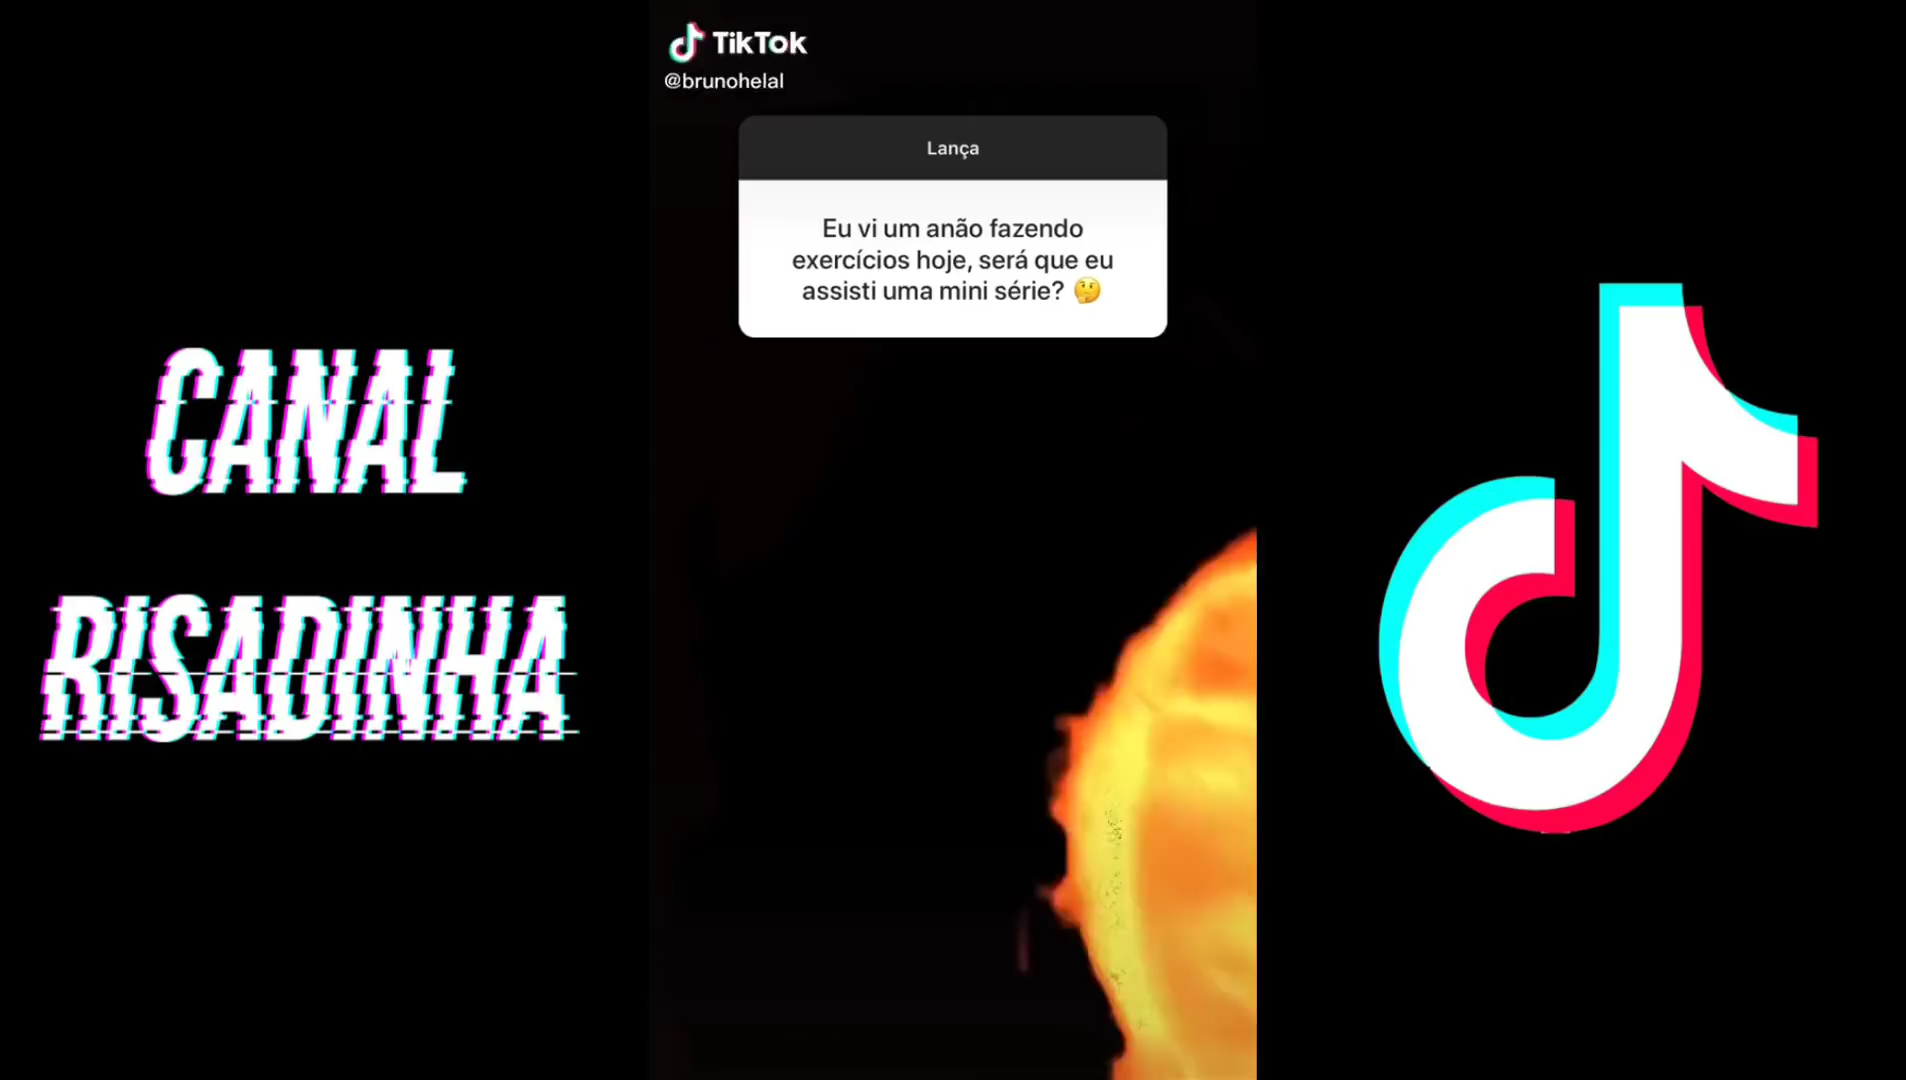 TikTok
@brunohelal
Lança
Eu vi um anão fazendo
exercícios hoje, será que eu
assisti uma mini série? 🤔
CANAL
RISADINHA